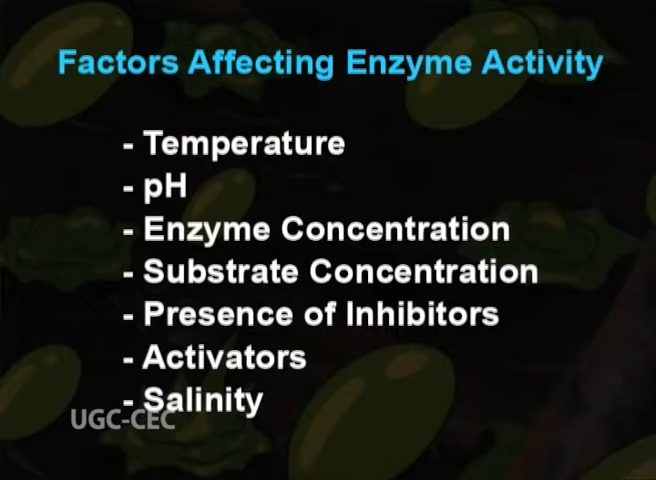 Factors Affecting Enzyme Activity
- Temperature
- pH
- Enzyme Concentration
- Substrate Concentration
- Presence of Inhibitors
- Activators
- Salinity
UGC-CEC